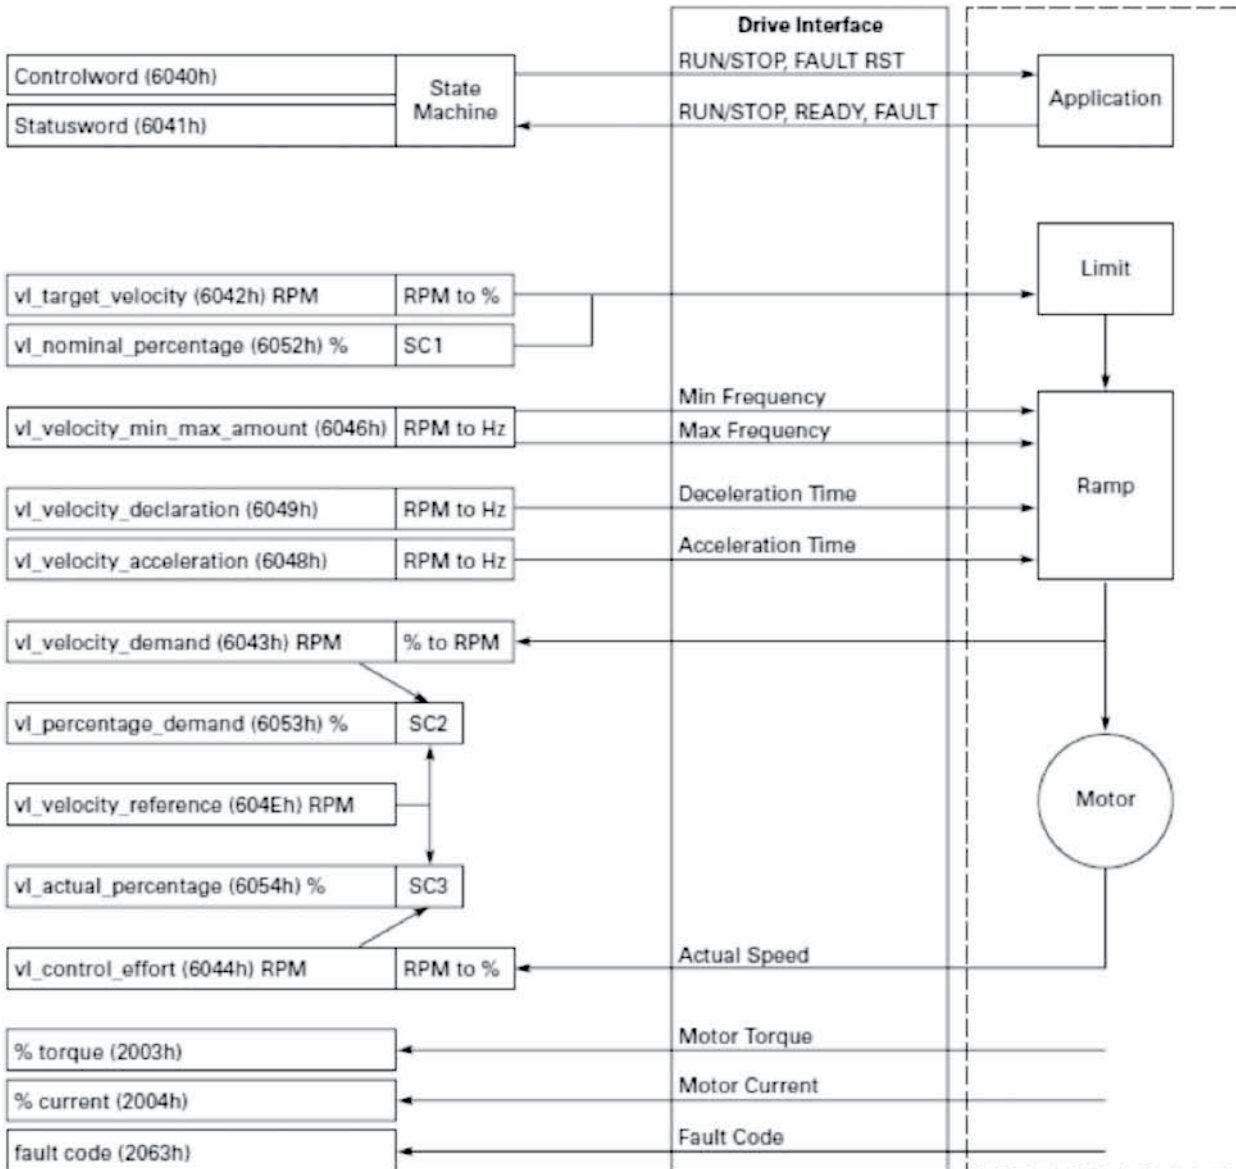 Drive Interface
Controlword (6040h)
Statusword (6041h)
State
Machine
RUN/STOP, FAULT RST
RUN/STOP, READY, FAULT
Application
Limit
vl_target_velocity (6042h) RPM
RPM to %
vl_nominal_percentage (6052h) %
SC1
vl_velocity_min_max_amount (6046h)
RPM to Hz
Min Frequency
Max Frequency
Ramp
vl_velocity_declaration (6049h)
RPM to Hz
Deceleration Time
vl_velocity_acceleration (6048h)
RPM to Hz
Acceleration Time
vl_velocity_demand (6043h) RPM
% to RPM
vl_percentage_demand (6053h) %
SC2
vl_velocity_reference (604Eh) RPM
Motor
vl_actual_percentage (6054h) %
SC3
vl_control_effort (6044h) RPM
RPM to %
Actual Speed
% torque (2003h)
Motor Torque
% current (2004h)
Motor Current
fault code (2063h)
Fault Code